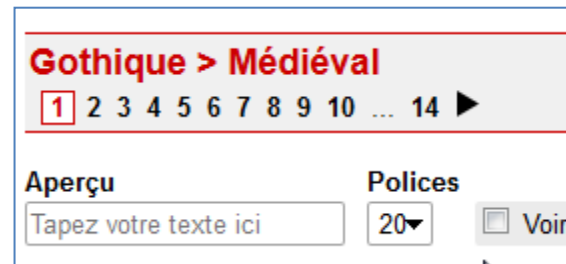 Gothique > Médiéval
1 2 3 4 5 6 7 8 9 10 ... 14
Aperçu Polices
Tapez votre texte ici 20 Voir